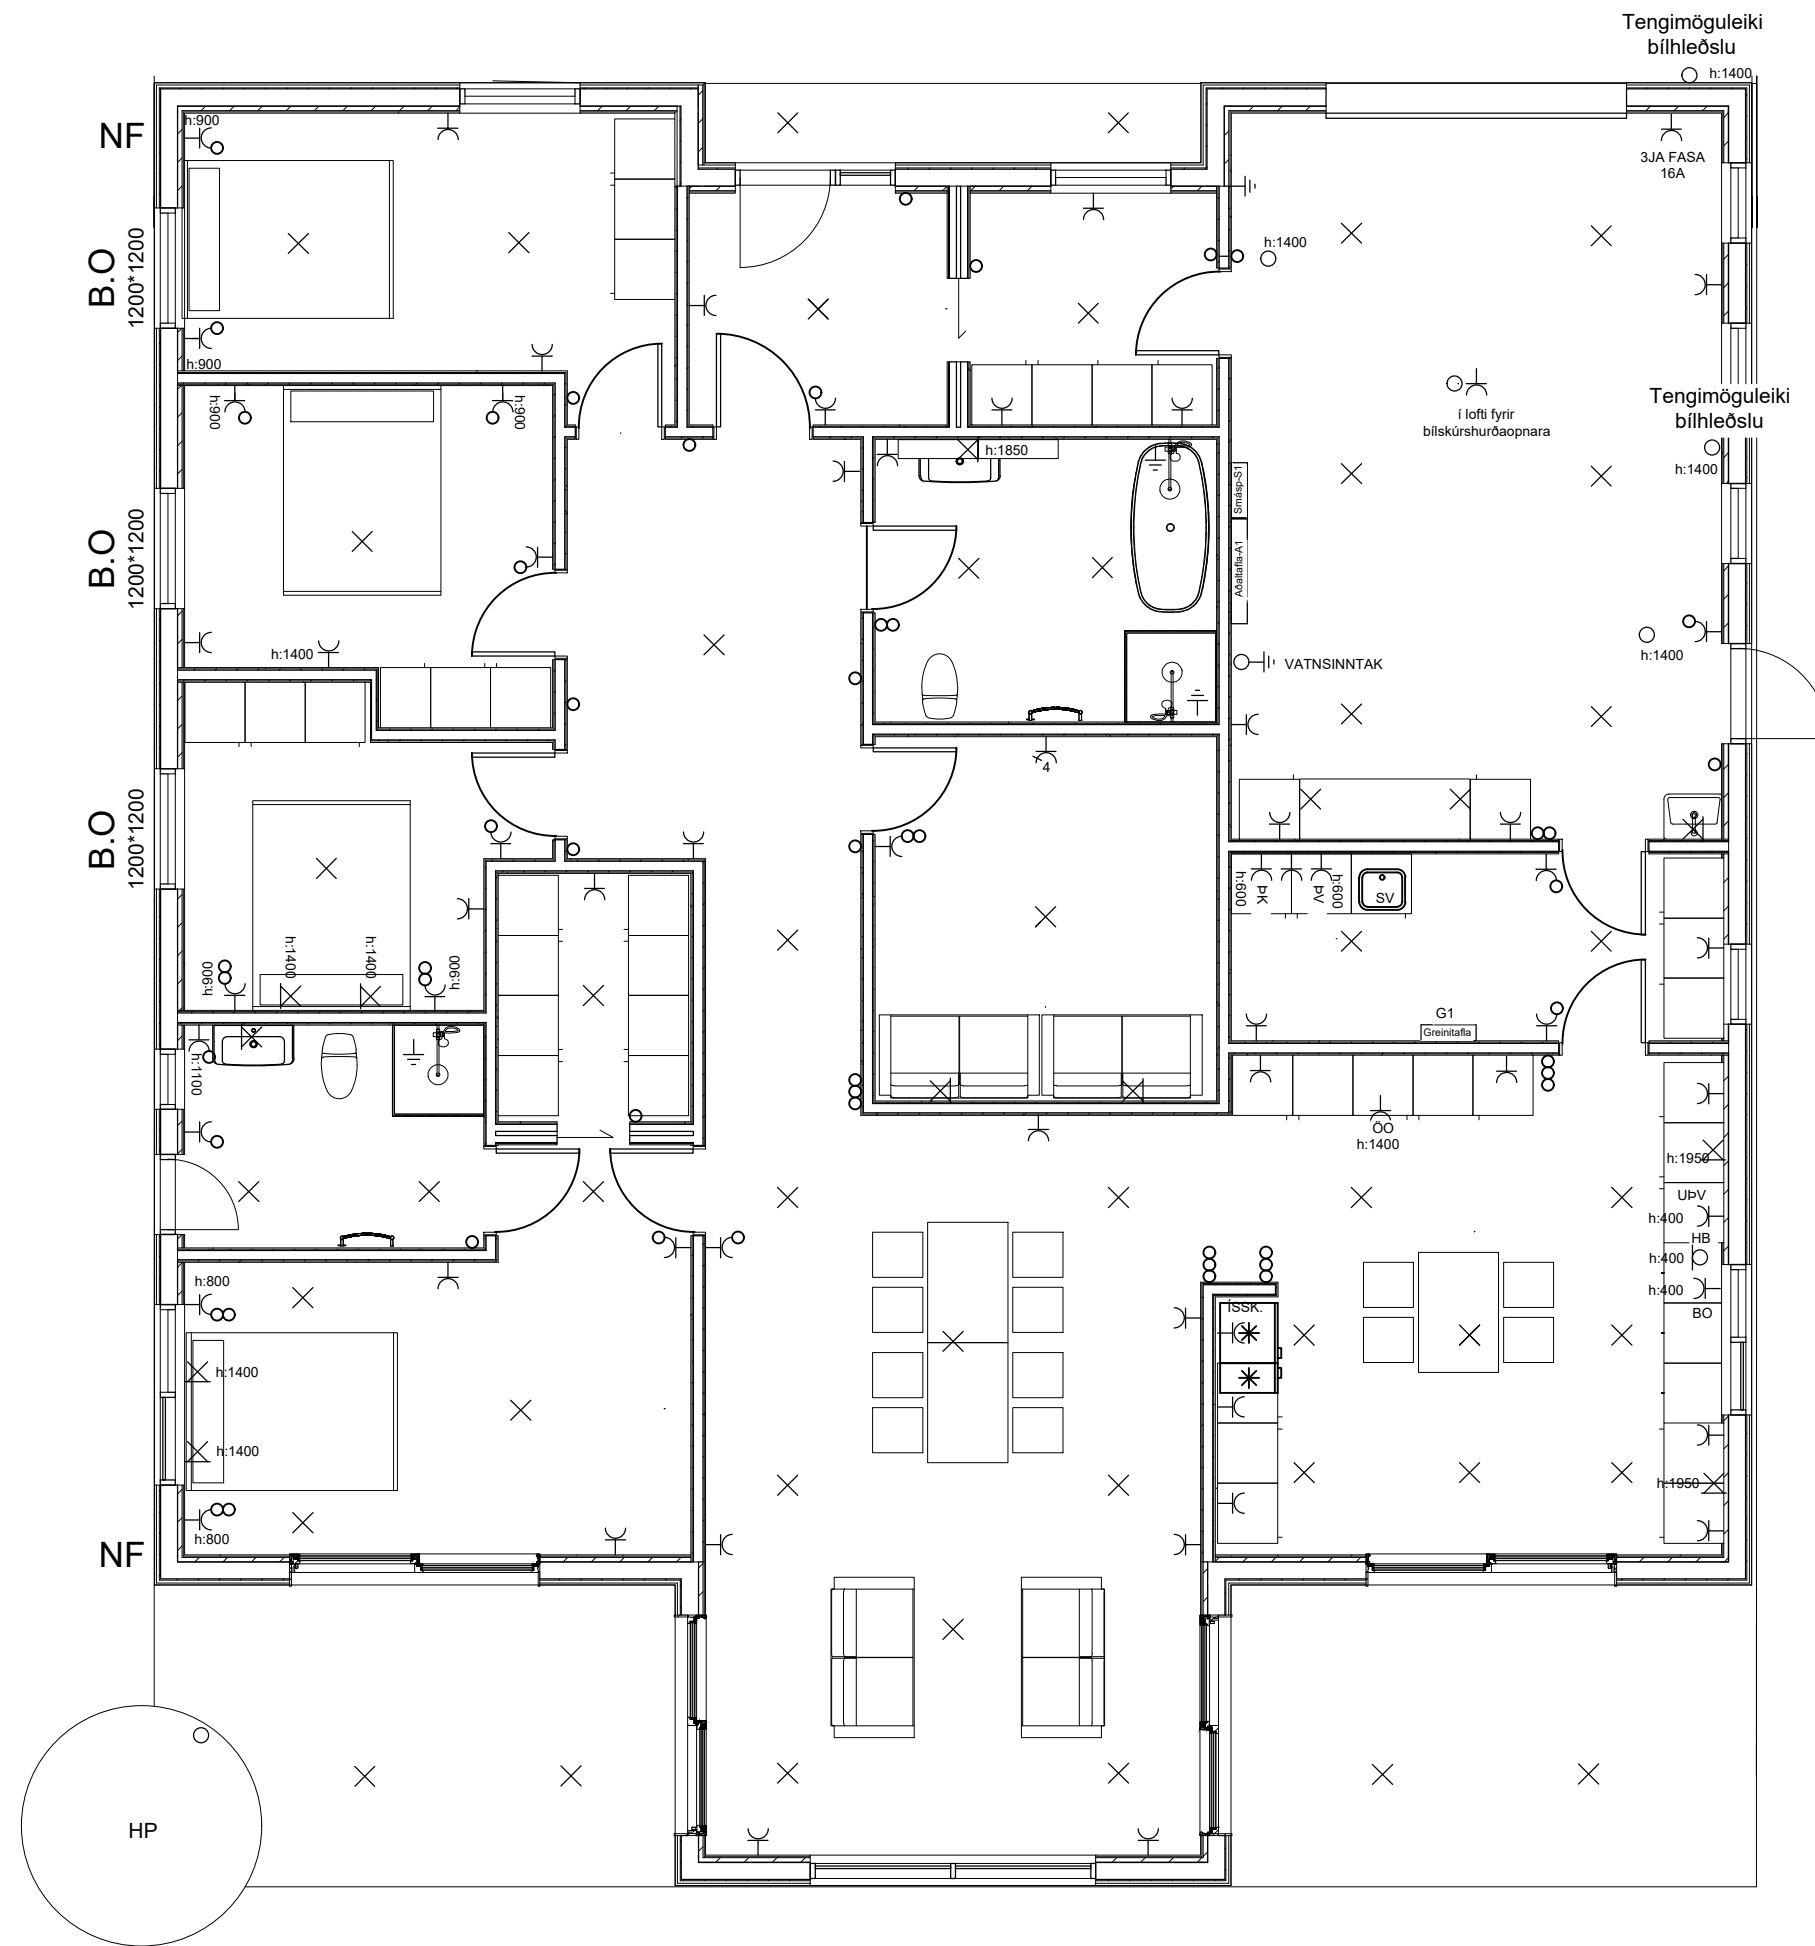 Tengimöguleiki
bílhleðslu
h:1400
NF
h:900
3JA FASA
16A
B.O
1200*1200
h:1400
h:900
h:900
h:900
í lofti fyrir
bílskúrshurðaopnara
Tengimöguleiki
bílhleðslu
h:1400
h:1850
Smásp-S1
Aðaltafla-A1
B.O
1200*1200
h:1400
h:1400
VATNSINNTAK
4
B.O
1200*1200
h:600
ÞK
ÞV
h:600
SV
h:1400
h:1400
h:900
h:900
G1
Greinitafla
h:1100
ÖO
h:1400
h:1950
UÞV
h:400
HB
h:400
h:400
BO
h:800
ÍSSK.
h:1400
h:1400
h:1950
h:800
NF
HP